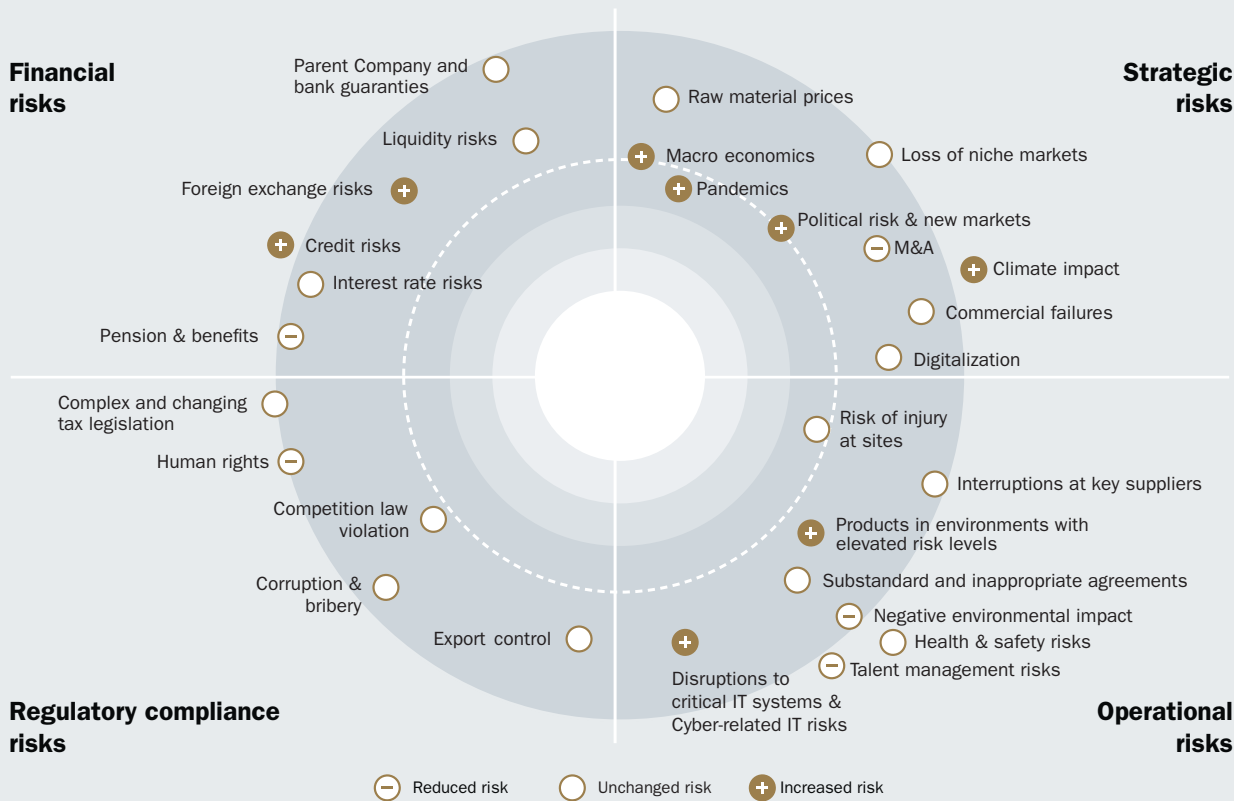 Financial
risks
Parent Company and
bank guaranties
Liquidity risks
Foreign exchange risks
Credit risks
Interest rate risks
Pension & benefits
Strategic
risks
Raw material prices
Macro economics
Loss of niche markets
Pandemics
Political risk & new markets
M&A
Climate impact
Commercial failures
Digitalization
Complex and changing
tax legislation
Human rights
Competition law
violation
Corruption &
bribery
Export control
Regulatory compliance
risks
Risk of injury
at sites
Interruptions at key suppliers
Products in environments with
elevated risk levels
Substandard and inappropriate agreements
Negative environmental impact
Health & safety risks
Talent management risks
Disruptions to
critical IT systems &
Cyber-related IT risks
Operational
risks
Reduced risk
Unchanged risk
Increased risk